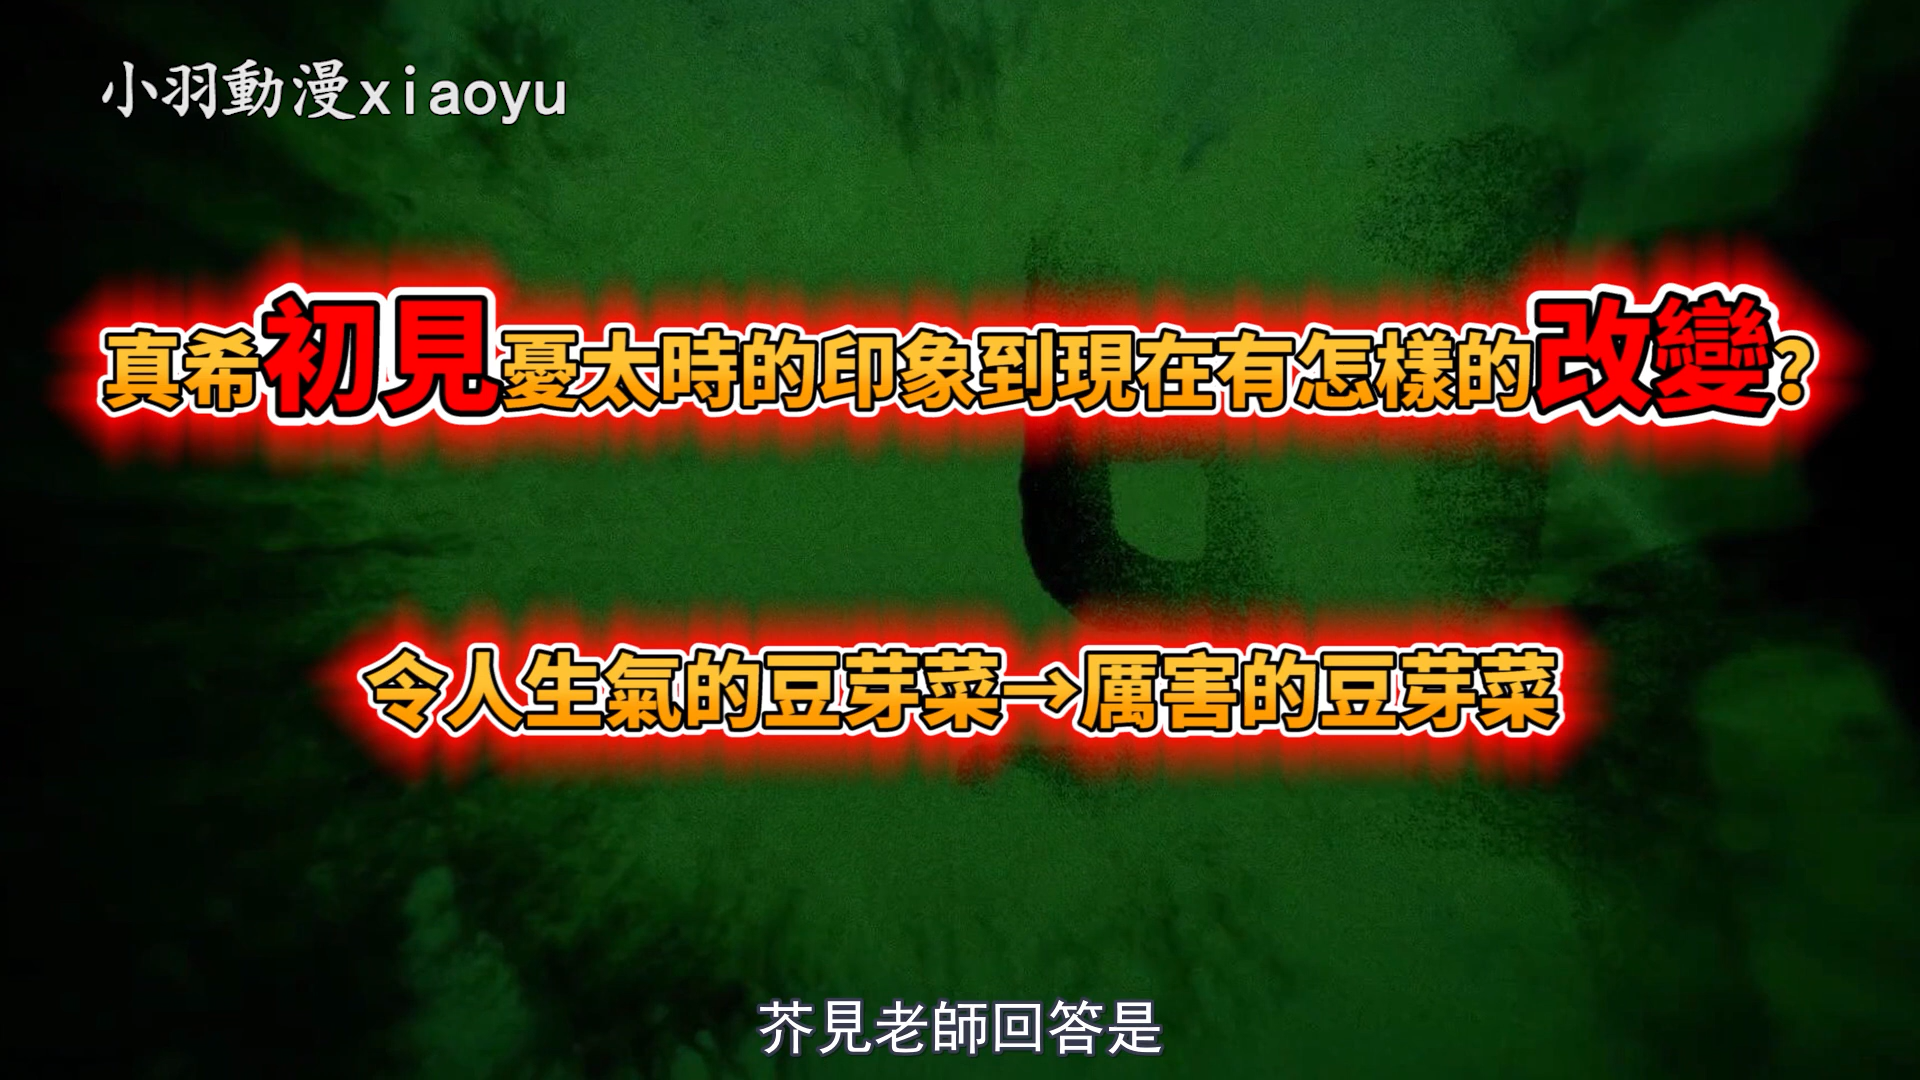 小羽動漫xiaoyu
真希初見憂太時的印象到現在有怎樣的改變?
令人生氣的豆芽菜→厲害的豆芽菜
芥見老師回答是